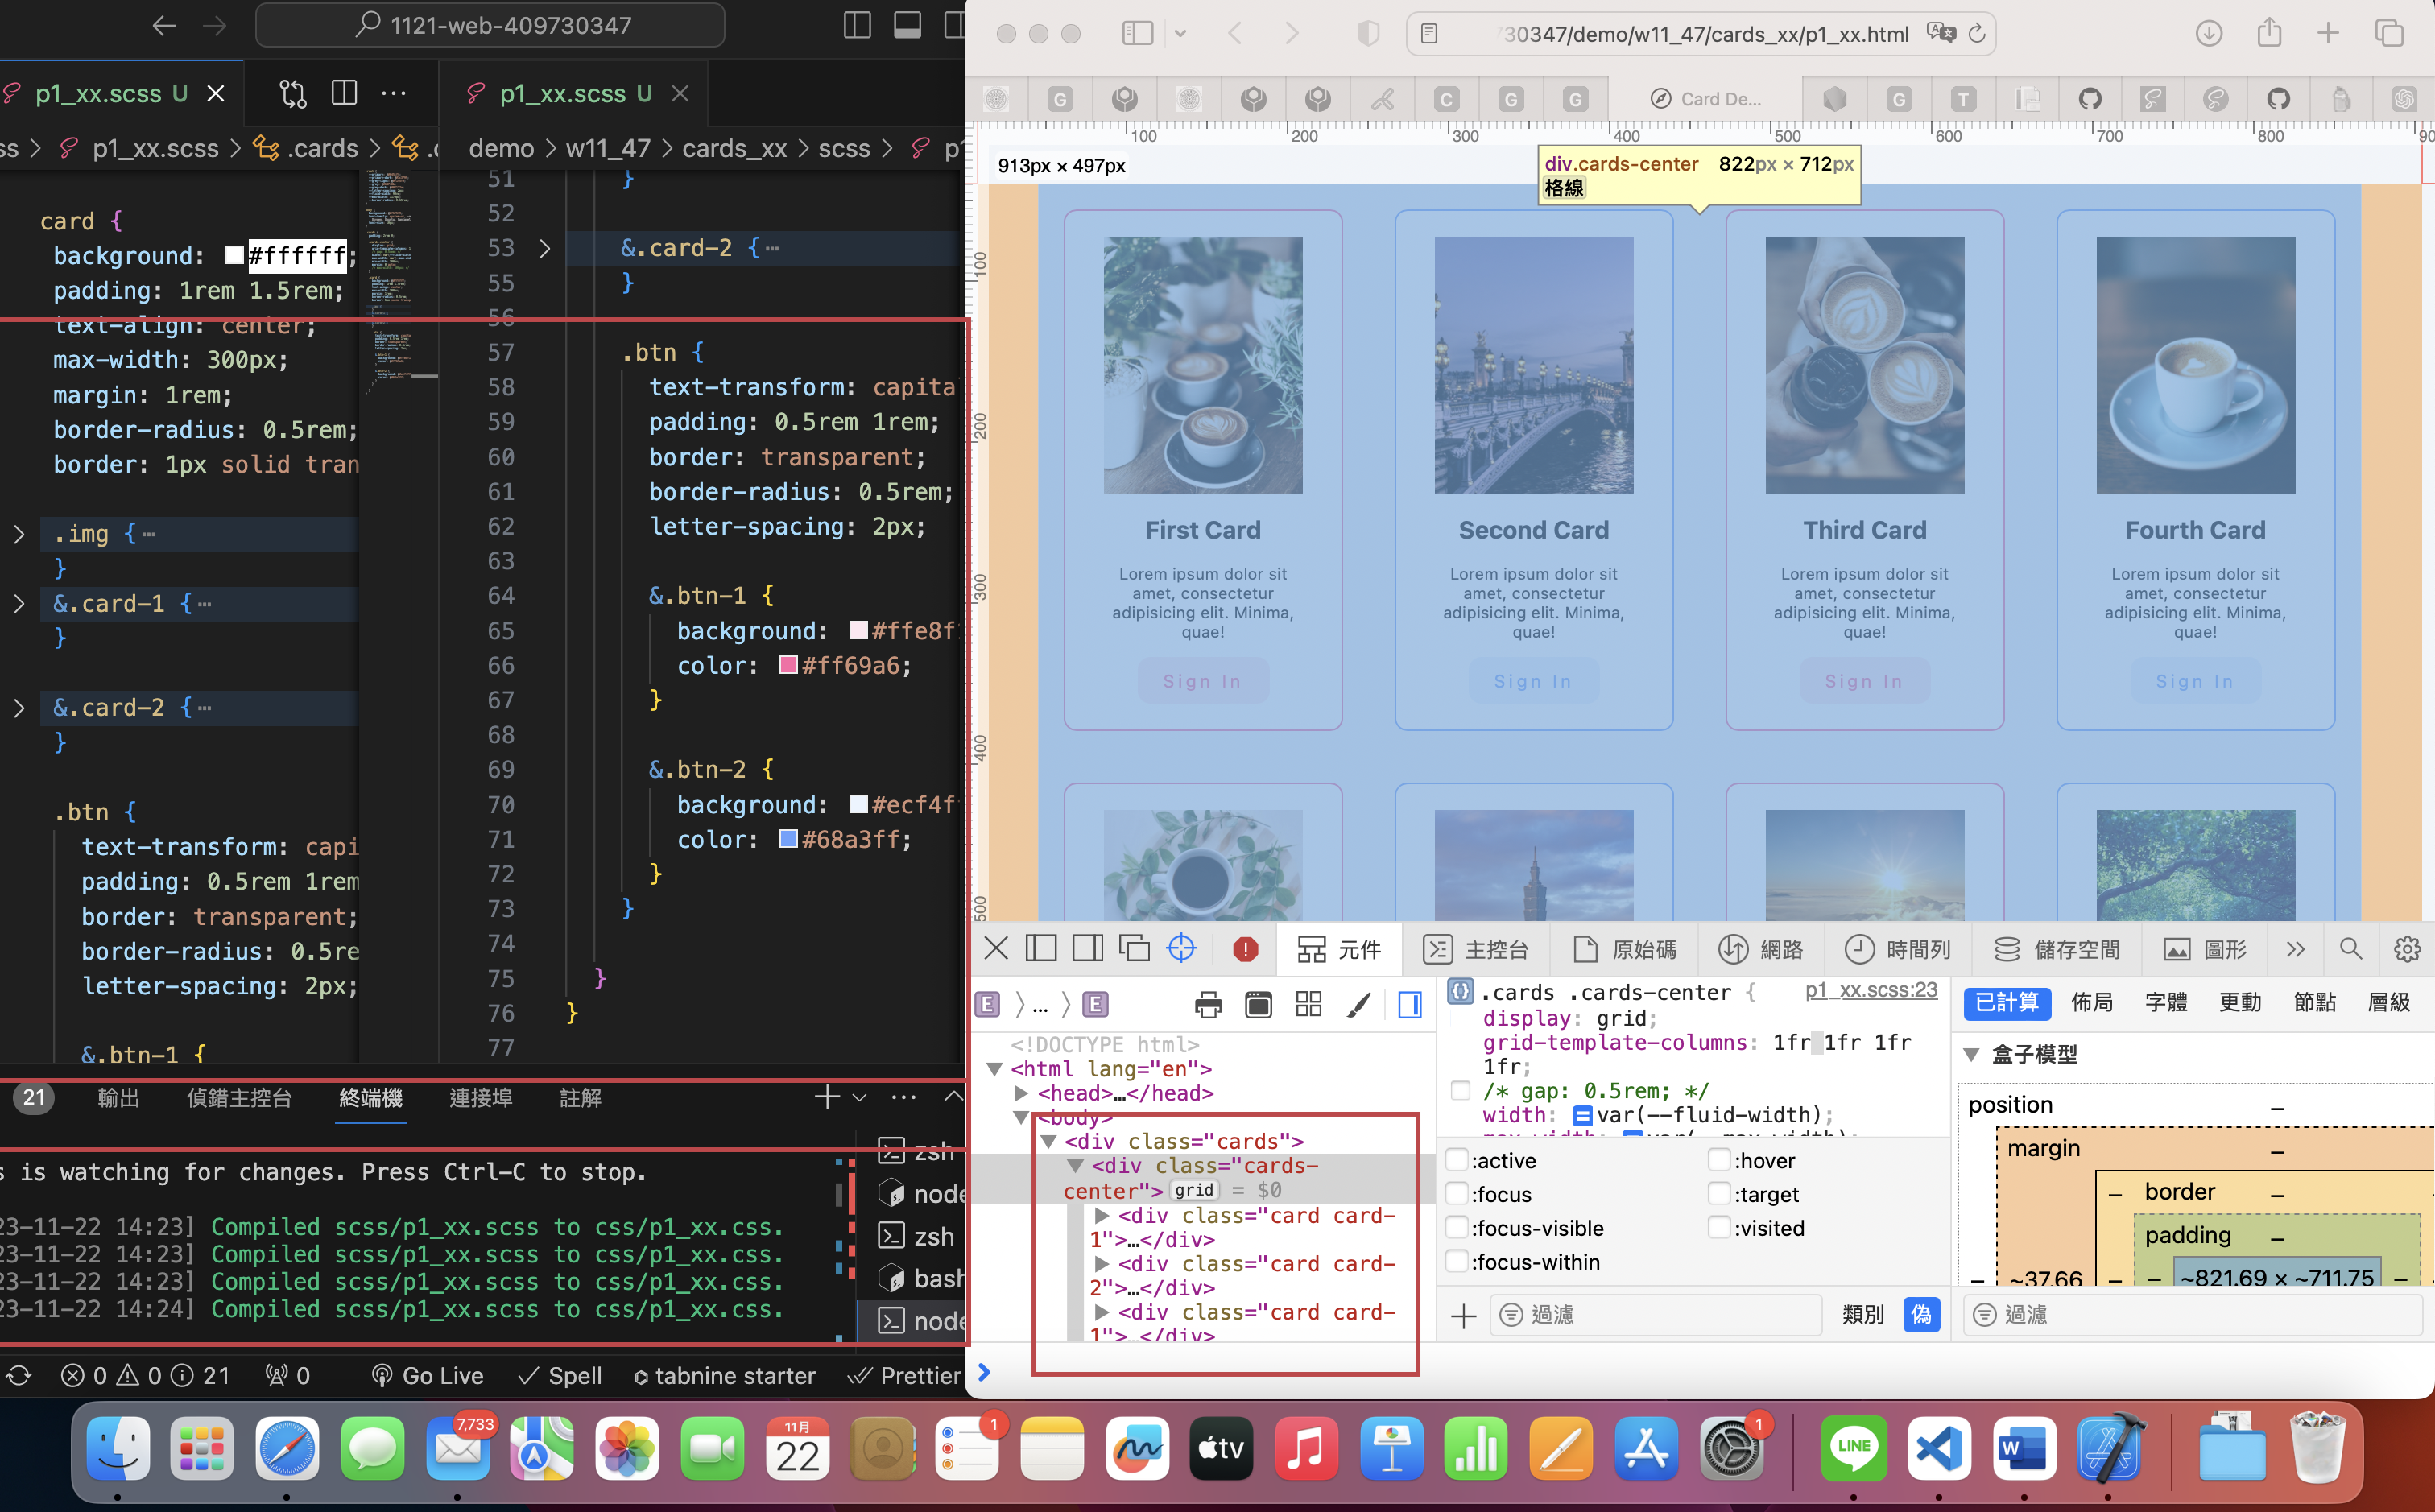 1121-web-409730347
p1_xx.scss U
p1_xx.scss U
ss > p1_xx.scss > .cards >
demo > w11_47 > cards_xx > scss >
card {
background: #ffffff;
padding: 1rem 1.5rem;
text-align: center;
max-width: 300px;
margin: 1rem;
border-radius: 0.5rem;
border: 1px solid tran
.img {…
}
&.card-1 {…
}
&.card-2 {…
}
.btn {
text-transform: capi
padding: 0.5rem 1rem
border: transparent;
border-radius: 0.5re
letter-spacing: 2px;
&.btn-1 {
51 }
52
53 &.card-2 {…
55 }
56
57 .btn {
58 text-transform: capita
59 padding: 0.5rem 1rem;
60 border: transparent;
61 border-radius: 0.5rem;
62 letter-spacing: 2px;
63
64 &.btn-1 {
65 background: #ffe8f
66 color: #ff69a6;
67 }
68
69 &.btn-2 {
70 background: #ecf4f
71 color: #68a3ff;
72 }
73 }
74
75 }
76 }
77
21 輸出 偵錯主控台 終端機 連接埠 註解
s is watching for changes. Press Ctrl-C to stop.
23-11-22 14:23] Compiled scss/p1_xx.scss to css/p1_xx.css.
23-11-22 14:23] Compiled scss/p1_xx.scss to css/p1_xx.css.
23-11-22 14:23] Compiled scss/p1_xx.scss to css/p1_xx.css.
23-11-22 14:24] Compiled scss/p1_xx.scss to css/p1_xx.css.
zsh
node
zsh
bash
node
0 0 21 0 Go Live Spell tabnine starter Prettier
730347/demo/w11_47/cards_xx/p1_xx.html
G C G G Card De... G T
100 200 300 400 500 600 700 800 90
100
200
300
400
500
913px × 497px
div.cards-center 822px × 712px
格線
First Card
Lorem ipsum dolor sit
amet, consectetur
adipisicing elit. Minima,
quae!
Sign In
Second Card
Lorem ipsum dolor sit
amet, consectetur
adipisicing elit. Minima,
quae!
Sign In
Third Card
Lorem ipsum dolor sit
amet, consectetur
adipisicing elit. Minima,
quae!
Sign In
Fourth Card
Lorem ipsum dolor sit
amet, consectetur
adipisicing elit. Minima,
quae!
Sign In
元件 主控台 原始碼 網路 時間列 儲存空間 圖形
E 〉... 〉 E
<!DOCTYPE html>
<html lang="en">
<head>…</head>
<body>
<div class="cards">
<div class="cards-
center"> grid = $0
<div class="card card-
1">…</div>
<div class="card card-
2">…</div>
<div class="card card-
1">…</div>
.cards .cards-center { p1_xx.scss:23
display: grid;
grid-template-columns: 1fr 1fr 1fr
1fr;
/* gap: 0.5rem; */
width: var(--fluid-width);
max-width: var(--max-width);
:active :hover
:focus :target
:focus-visible :visited
:focus-within
過濾 類別 偽
已計算 佈局 字體 更動 節點 層級
盒子模型
position –
margin –
– border –
padding –
– ~37.66 – – ~821.69 × ~711.75 –
過濾
7,733
11月
22
1
tv
1
LINE
W